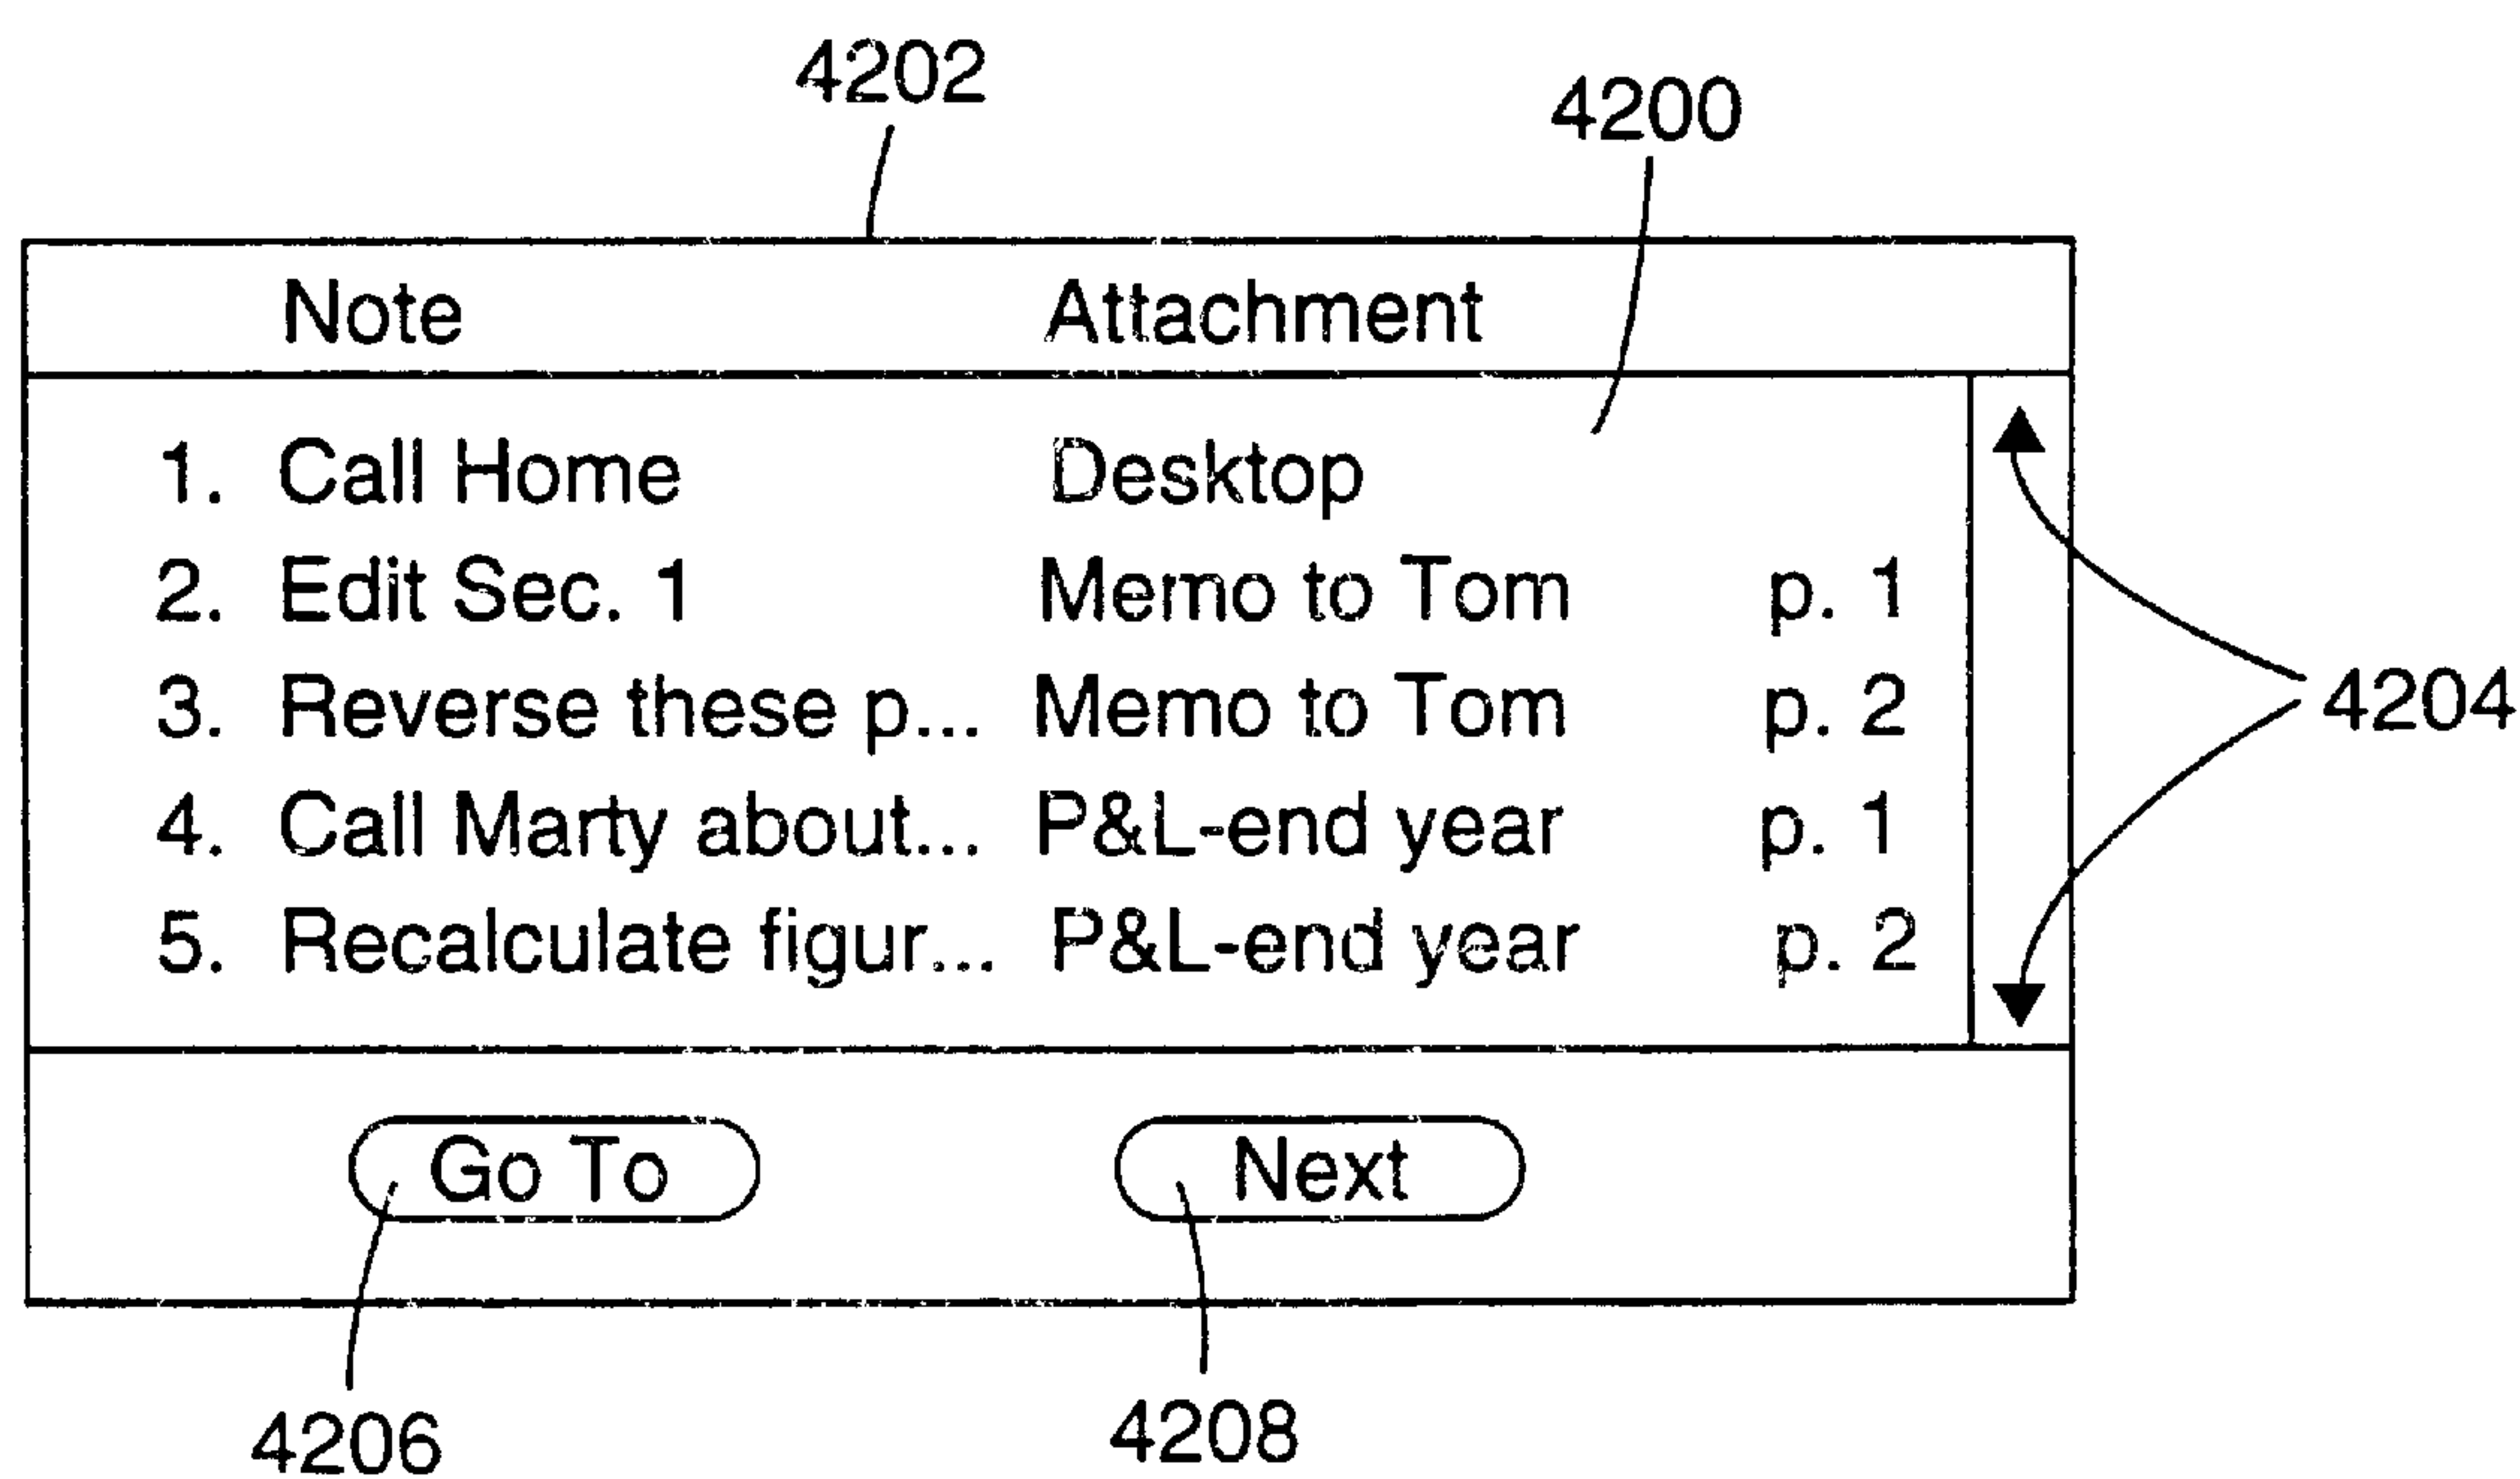 4202
4200
Note Attachment
1. Call Home Desktop
2. Edit Sec. 1 Memo to Tom p. 1
3. Reverse these p... Memo to Tom p. 2
4. Call Marty about... P&L-end year p. 1
5. Recalculate figur... P&L-end year p. 2
4204
Go To Next
4206 4208